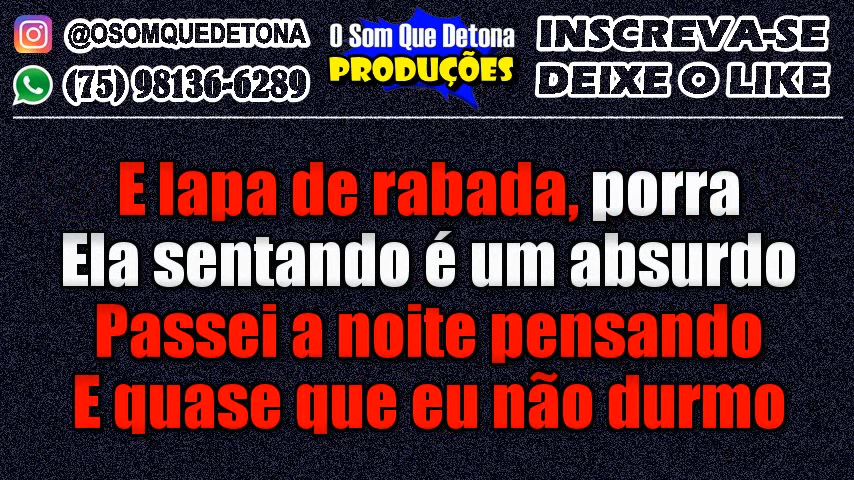 @OSOMQUEDETONA
(75) 98136-6289
O Som Que Detona
PRODUÇÕES
INSCREVA-SE
DEIXE O LIKE
E lapa de rabada, porra
Ela sentando é um absurdo
Passei a noite pensando
E quase que eu não durmo